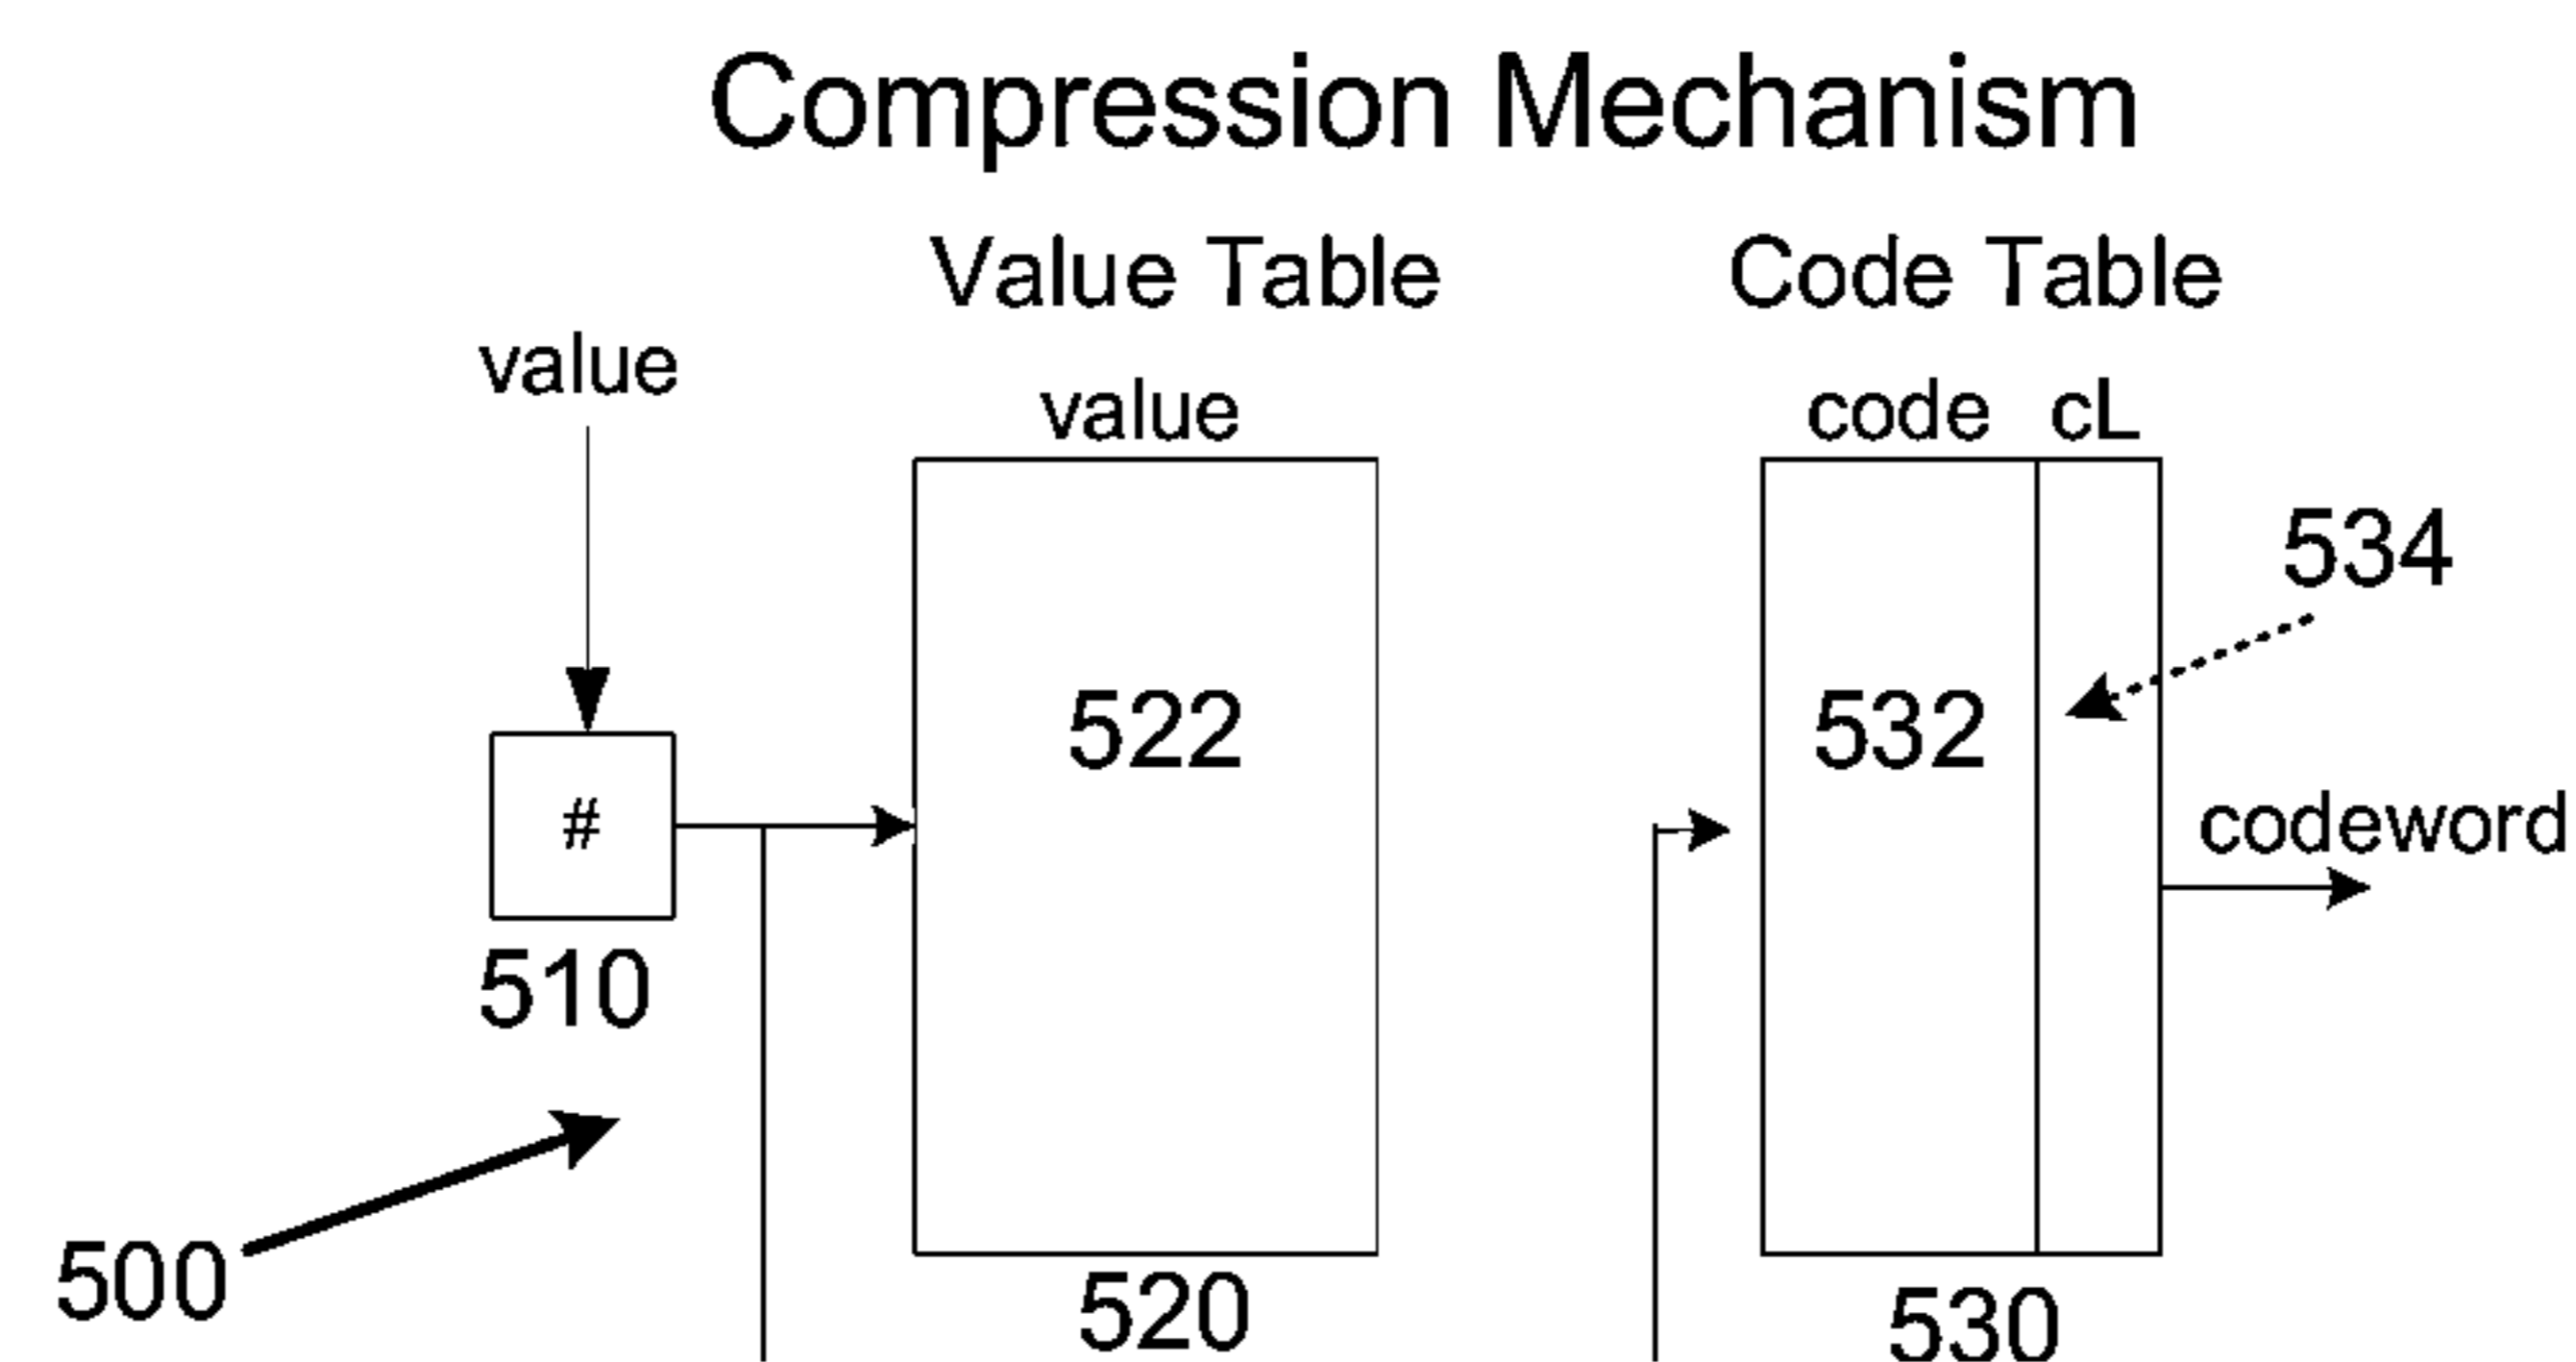 Compression Mechanism
Value Table
Code Table
value
value
code cL
534
522
532
#
codeword
510
500
520
530